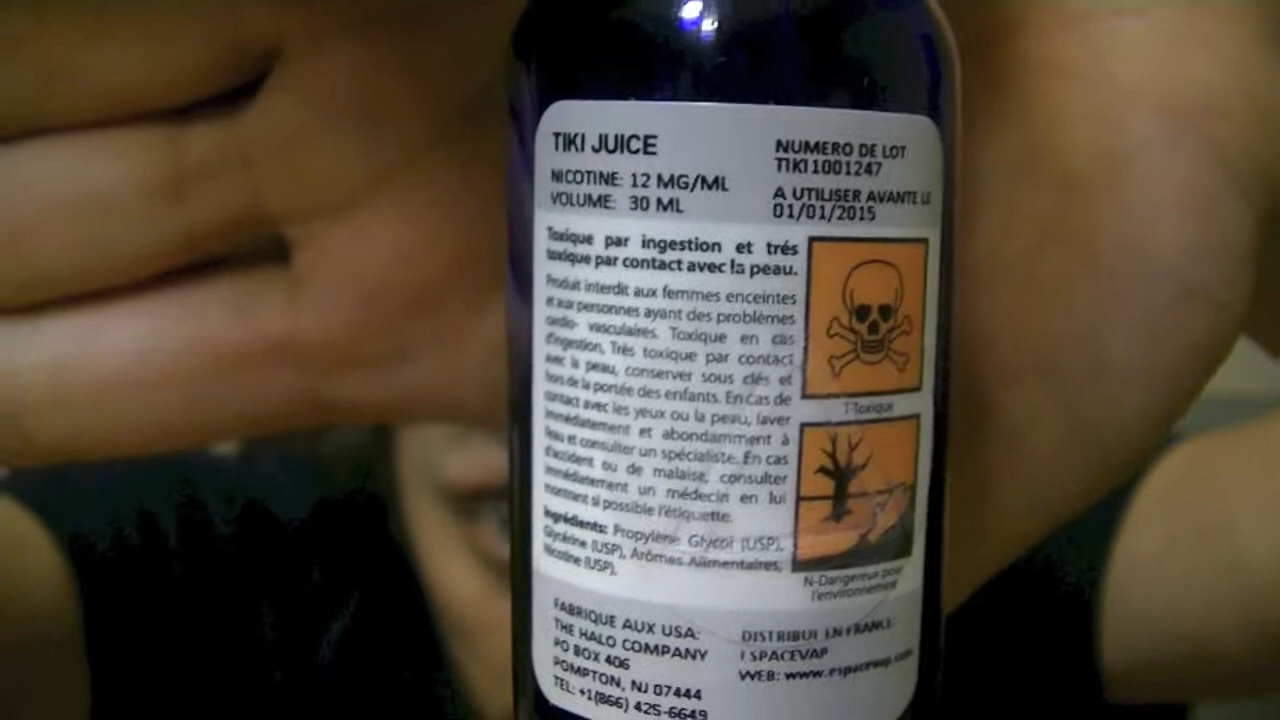 TIKI JUICE
NICOTINE: 12 MG/ML
VOLUME: 30 ML
NUMERO DE LOT
TIKI1001247
A UTILISER AVANTE LE
01/01/2015
Toxique par ingestion et trés
toxique par contact avec la peau.
Produit interdit aux femmes enceintes
et aux personnes ayant des problèmes
cardio- vasculaires. Toxique en cas
d'ingestion, Très toxique par contact
avec la peau, conserver sous clés et
hors de la portée des enfants. En cas de
contact avec les yeux ou la peau, laver
immédiatement et abondamment à
l'eau et consulter un spécialiste. En cas
d'accident ou de malaise, consulter
immédiatement un médecin en lui
montrant si possible l'étiquette.
Ingrédients: Propylène Glycol (USP),
Glycérine (USP), Arômes Alimentaires,
Nicotine (USP),
T-Toxique
N-Dangereux pour
l'environnement
FABRIQUE AUX USA:
THE HALO COMPANY
PO BOX 406
POMPTON, NJ 07444
TEL: +1(866) 425-6649
DISTRIBUE EN FRANCE:
ESPACEVAP
WEB: www.espacevap.com